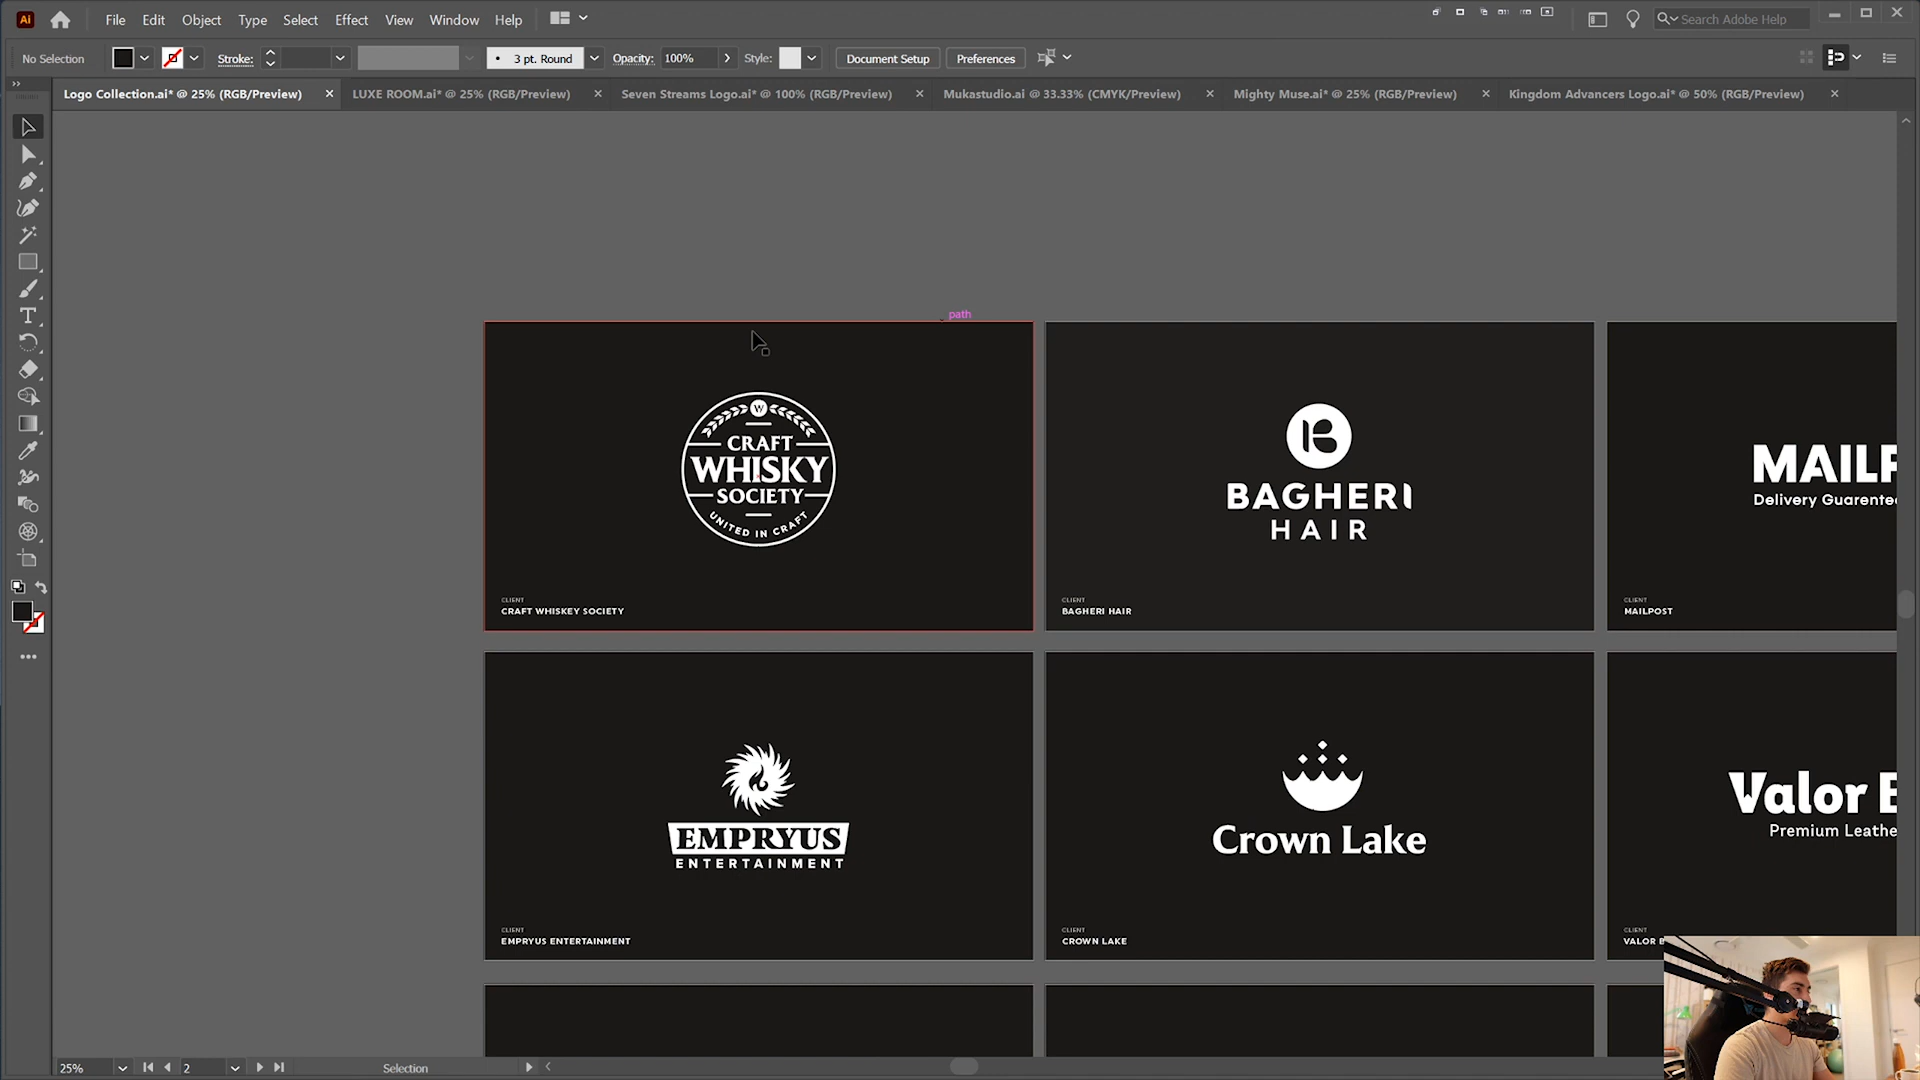 Ai File Edit Object Type Select Effect View Window Help Search Adobe Help
No Selection Stroke: 3 pt. Round Opacity: 100% Style: Document Setup Preferences
Logo Collection.ai* @ 25% (RGB/Preview) LUXE ROOM.ai* @ 25% (RGB/Preview) Seven Streams Logo.ai* @ 100% (RGB/Preview) Mukastudio.ai @ 33.33% (CMYK/Preview) Mighty Muse.ai* @ 25% (RGB/Preview) Kingdom Advancers Logo.ai* @ 50% (RGB/Preview)
path
W
CRAFT
WHISKY
SOCIETY
UNITED IN CRAFT
CLIENT
CRAFT WHISKEY SOCIETY
B
BAGHERI
HAIR
CLIENT
BAGHERI HAIR
MAILP
Delivery Guarente
CLIENT
MAILPOST
EMPRYUS
ENTERTAINMENT
CLIENT
EMPRYUS ENTERTAINMENT
Crown Lake
CLIENT
CROWN LAKE
Valor B
Premium Leathe
CLIENT
VALOR B
25% 2 Selection